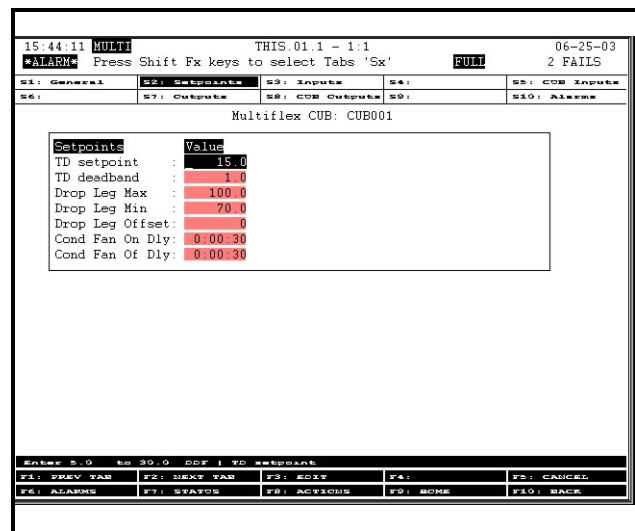 15:44:11 MULTI THIS.01.1 - 1:1 06-25-03
*ALARM* Press Shift Fx keys to select Tabs 'Sx' FULL 2 FAILS
S1: General S2: Setpoints S3: Inputs S4: S5: CUB Inputs
S6: S7: Outputs S8: CUB Outputs S9: S10: Alarms
Multiflex CUB: CUB001
Setpoints Value
TD setpoint : 15.0
TD deadband : 1.0
Drop Leg Max : 100.0
Drop Leg Min : 70.0
Drop Leg Offset: 0
Cond Fan On Dly: 0:00:30
Cond Fan Of Dly: 0:00:30
Enter 5.0 to 30.0 DDF | TD setpoint
F1: PREV TAB F2: NEXT TAB F3: EDIT F4: F5: CANCEL
F6: ALARMS F7: STATUS F8: ACTIONS F9: HOME F10: BACK